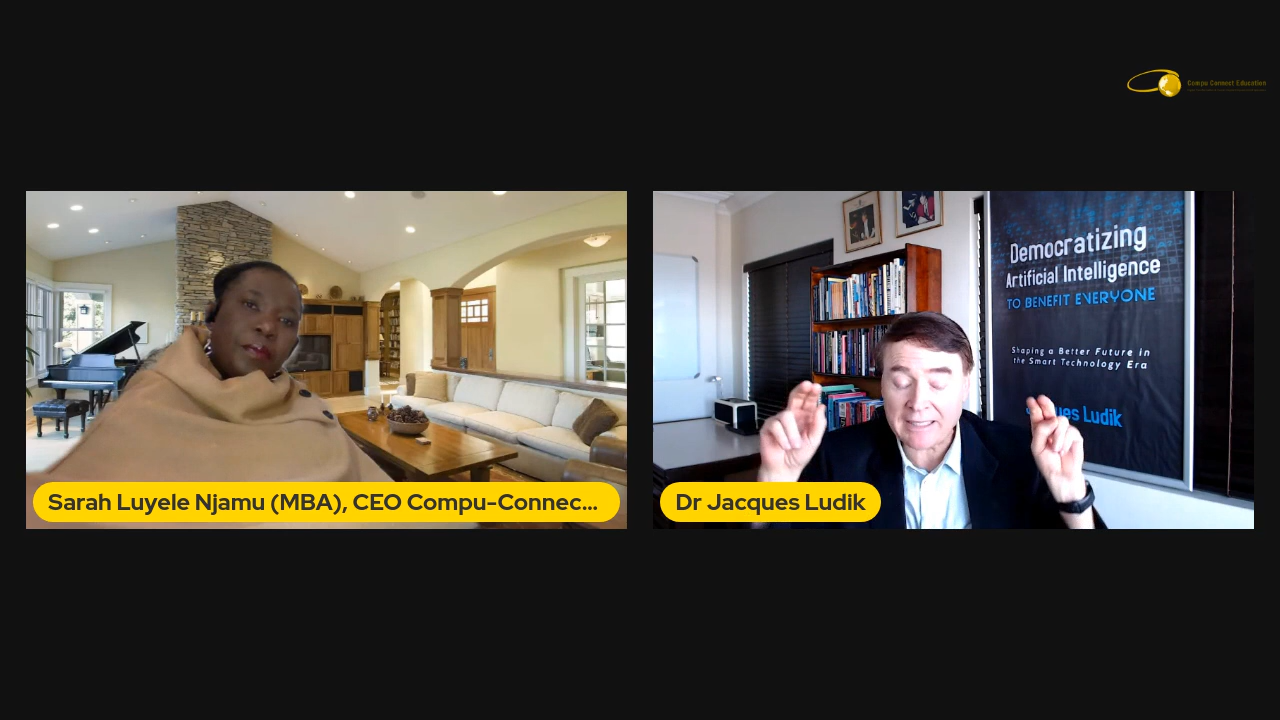 Compu Connect Education
Democratizing
Artificial Intelligence
TO BENEFIT EVERYONE
Shaping a Better Future in
the Smart Technology Era
Ludik
Sarah Luyele Njamu (MBA), CEO Compu-Connec...
Dr Jacques Ludik